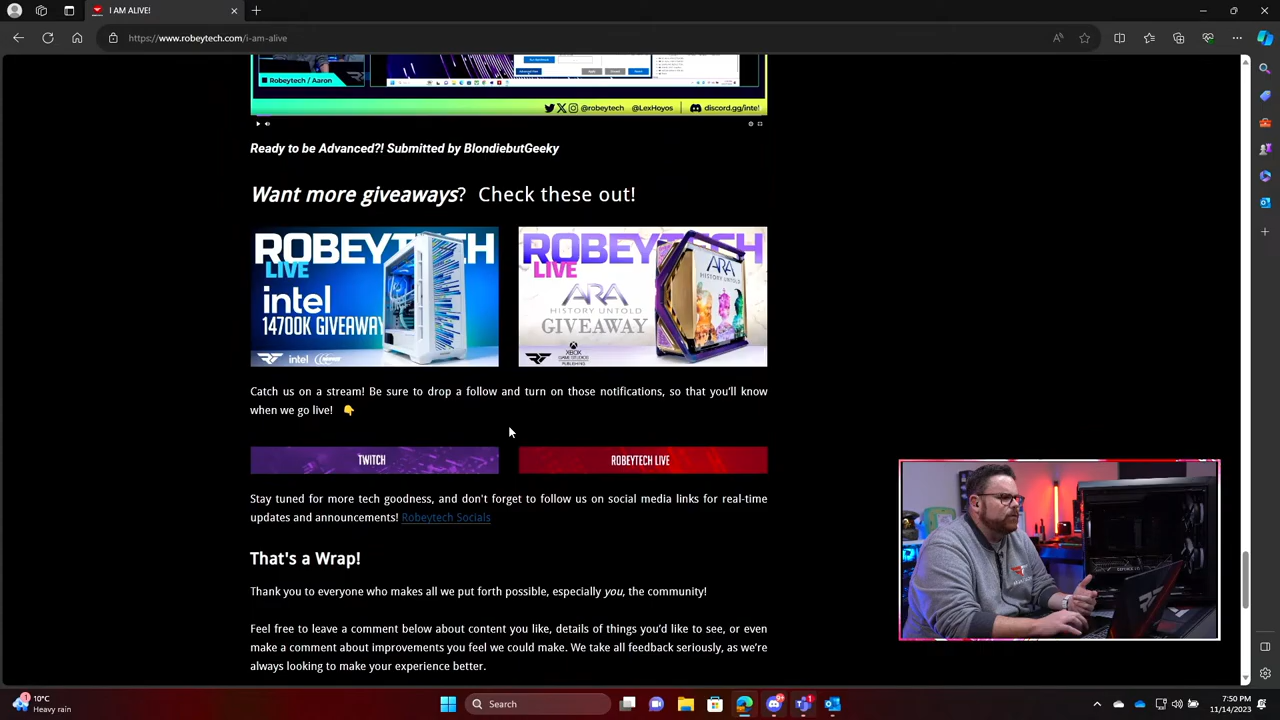 I AM ALIVE!
https://www.robeytech.com/i-am-alive
Robeytech / Aaron
@robeytech @LexHoyos discord.gg/intel
Ready to be Advanced?! Submitted by BlondiebutGeeky
Want more giveaways? Check these out!
ROBEYTECH
LIVE
intel
14700K GIVEAWAY
intel
ROBEYTECH
LIVE
ARA
HISTORY UNTOLD
GIVEAWAY
XBOX
GAME STUDIOS
PUBLISHING
ARA
HISTORY UNTOLD
Catch us on a stream! Be sure to drop a follow and turn on those notifications, so that you'll know
when we go live! 👇
TWITCH
ROBEYTECH LIVE
Stay tuned for more tech goodness, and don't forget to follow us on social media links for real-time
updates and announcements! Robeytech Socials
That's a Wrap!
Thank you to everyone who makes all we put forth possible, especially you, the community!
Feel free to leave a comment below about content you like, details of things you'd like to see, or even
make a comment about improvements you feel we could make. We take all feedback seriously, as we're
always looking to make your experience better.
10°C
Heavy rain
Search
7:50 PM
11/14/2023